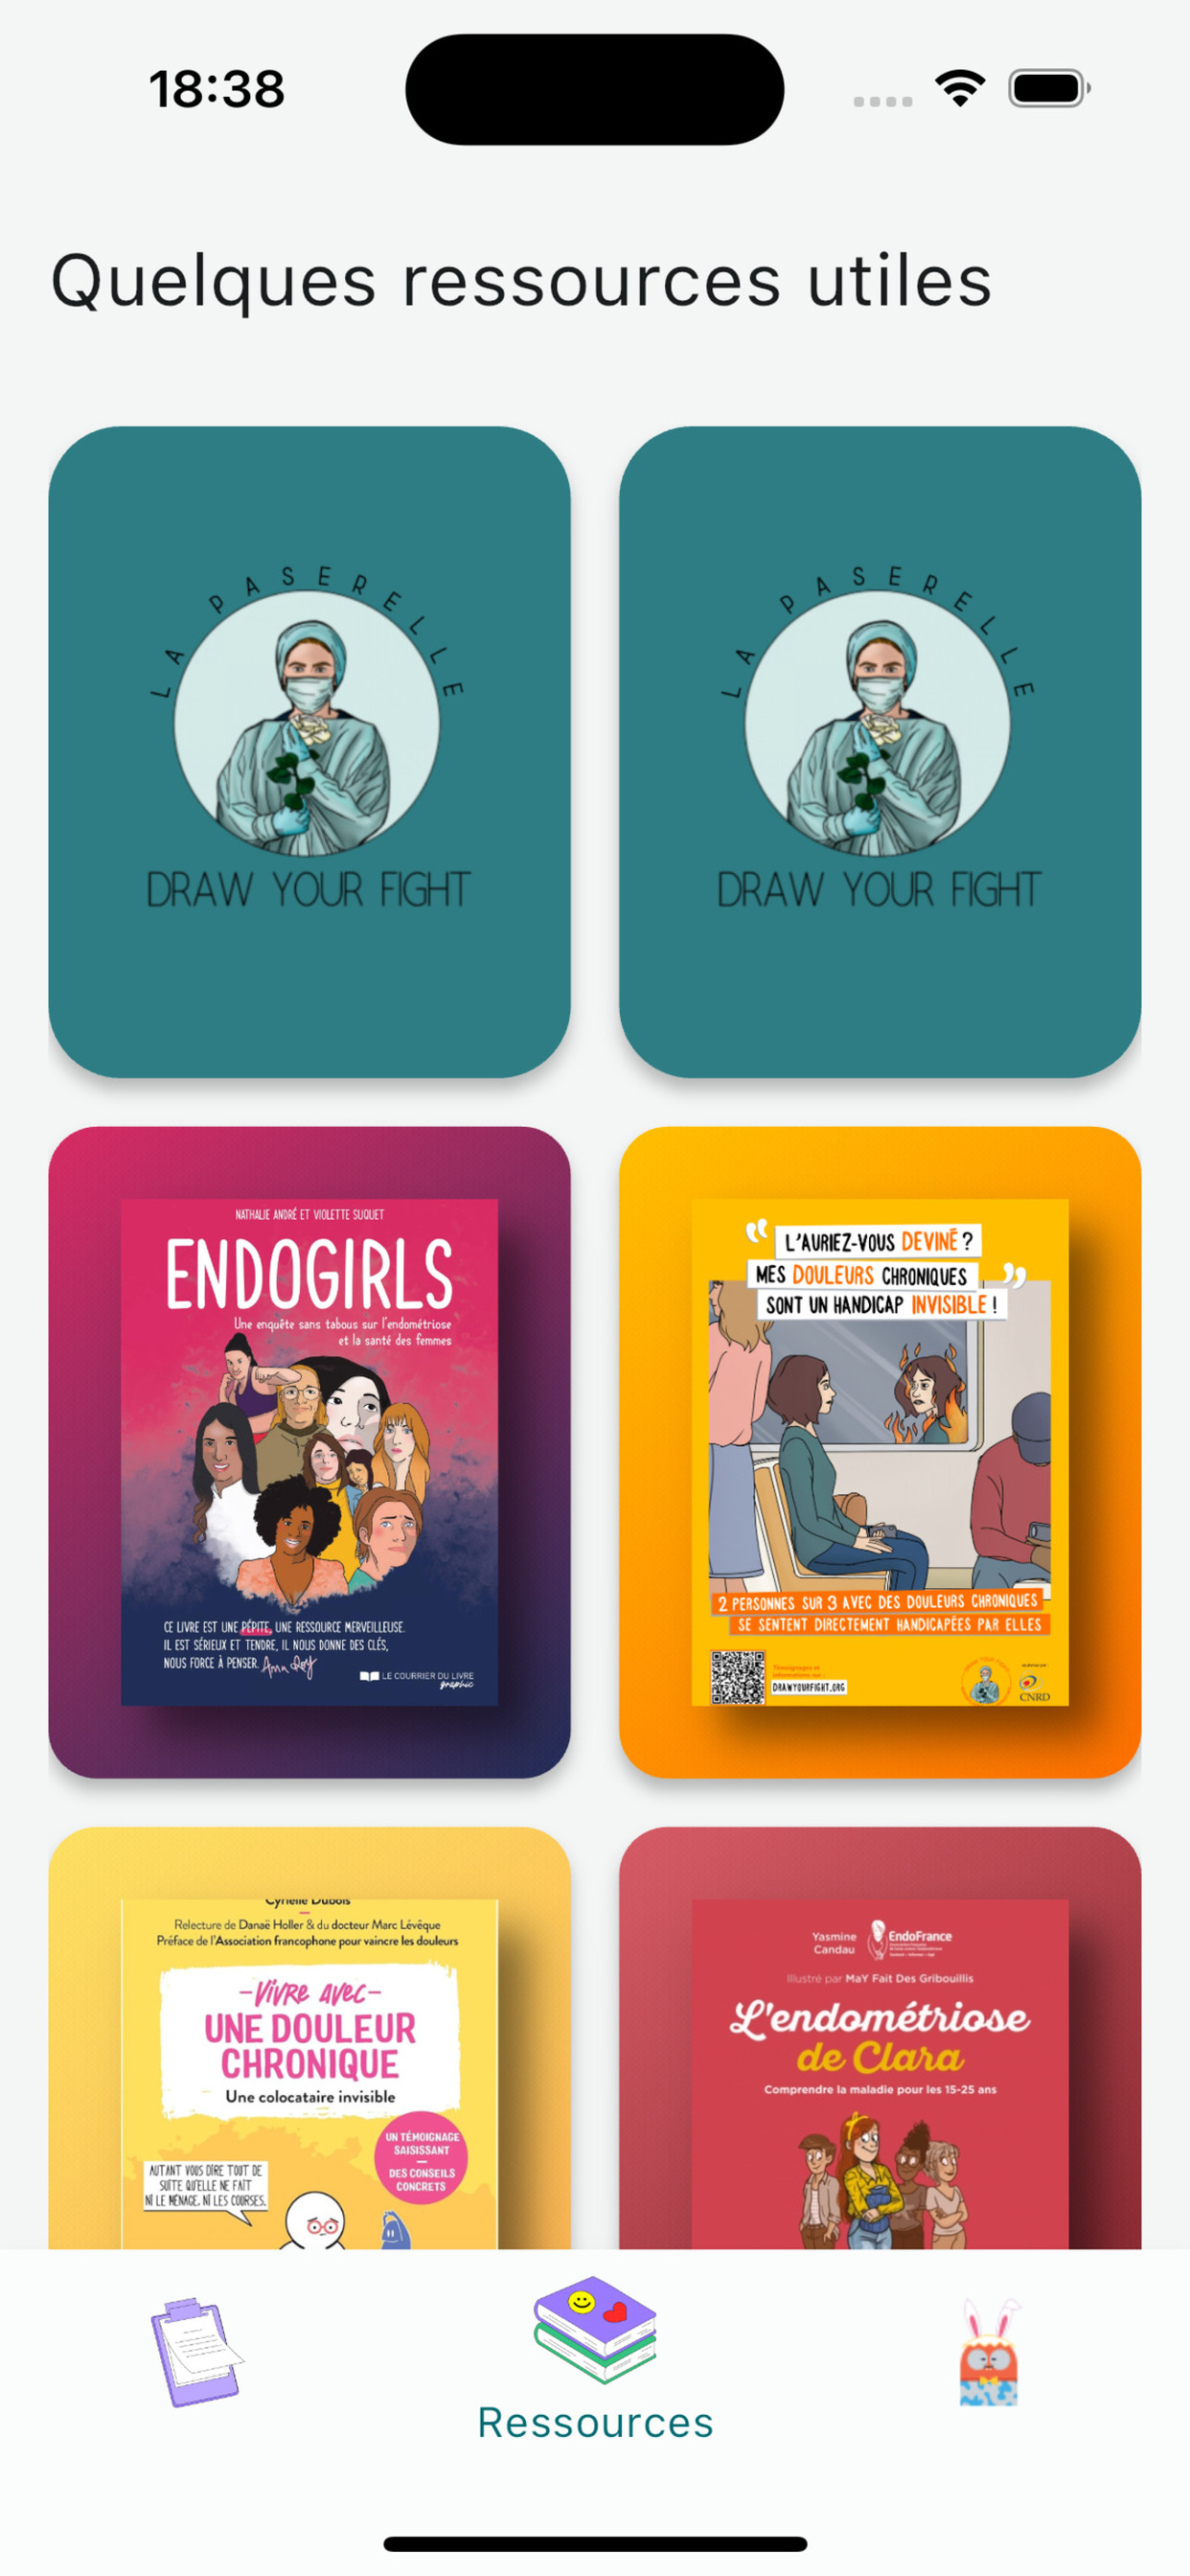 18:38
Quelques ressources utiles
LA PASERELLE
DRAW YOUR FIGHT
LA PASERELLE
DRAW YOUR FIGHT
NATHALIE ANDRÉ ET VIOLETTE SUQUET
ENDOGIRLS
Une enquête sans tabous sur l'endométriose
et la santé des femmes
CE LIVRE EST UNE PÉPITE, UNE RESSOURCE MERVEILLEUSE.
IL EST SÉRIEUX ET TENDRE, IL NOUS DONNE DES CLÉS,
NOUS FORCE À PENSER.
LE COURRIER DU LIVRE
graphic
“ L'AURIEZ-VOUS DEVINÉ ?
MES DOULEURS CHRONIQUES ”
SONT UN HANDICAP INVISIBLE !
2 PERSONNES SUR 3 AVEC DES DOULEURS CHRONIQUES
SE SENTENT DIRECTEMENT HANDICAPÉES PAR ELLES
Témoignages et
informations sur :
DRAWYOURFIGHT.ORG
DRAW YOUR FIGHT
CNRD
Cyrielle Dubois
Relecture de Danaë Holler & du docteur Marc Lévêque
Préface de l'Association francophone pour vaincre les douleurs
–VIVRE AVEC–
UNE DOULEUR
CHRONIQUE
Une colocataire invisible
UN TÉMOIGNAGE
SAISISSANT
–
DES CONSEILS
CONCRETS
AUTANT VOUS DIRE TOUT DE
SUITE QU'ELLE NE FAIT
NI LE MÉNAGE, NI LES COURSES.
Yasmine
Candau
EndoFrance
Illustré par MaY Fait Des Gribouillis
L'endométriose
de Clara
Comprendre la maladie pour les 15-25 ans
Ressources